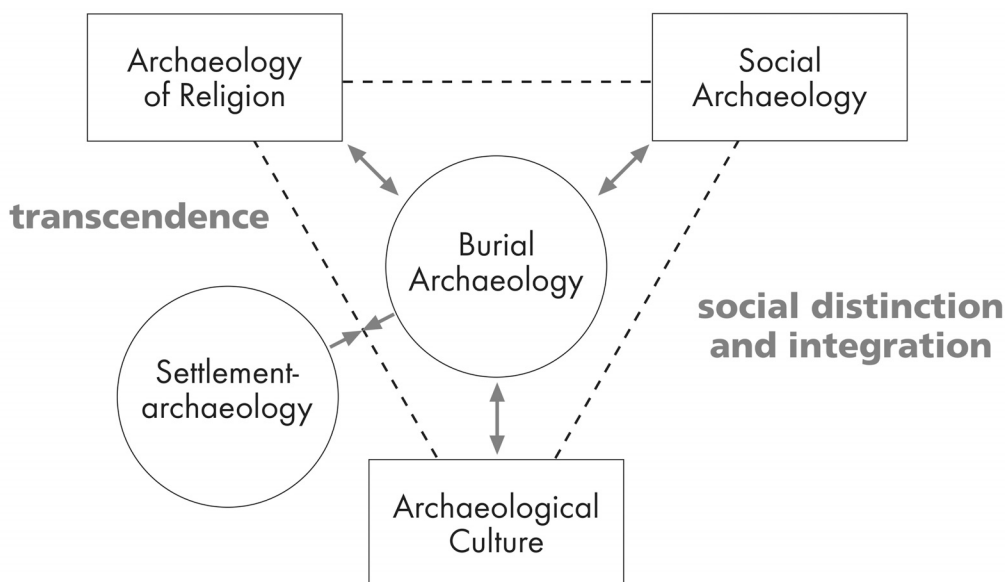 Archaeology
of Religion
Social
Archaeology
transcendence
Burial
Archaeology
social distinction
and integration
Settlement-
archaeology
Archaeological
Culture